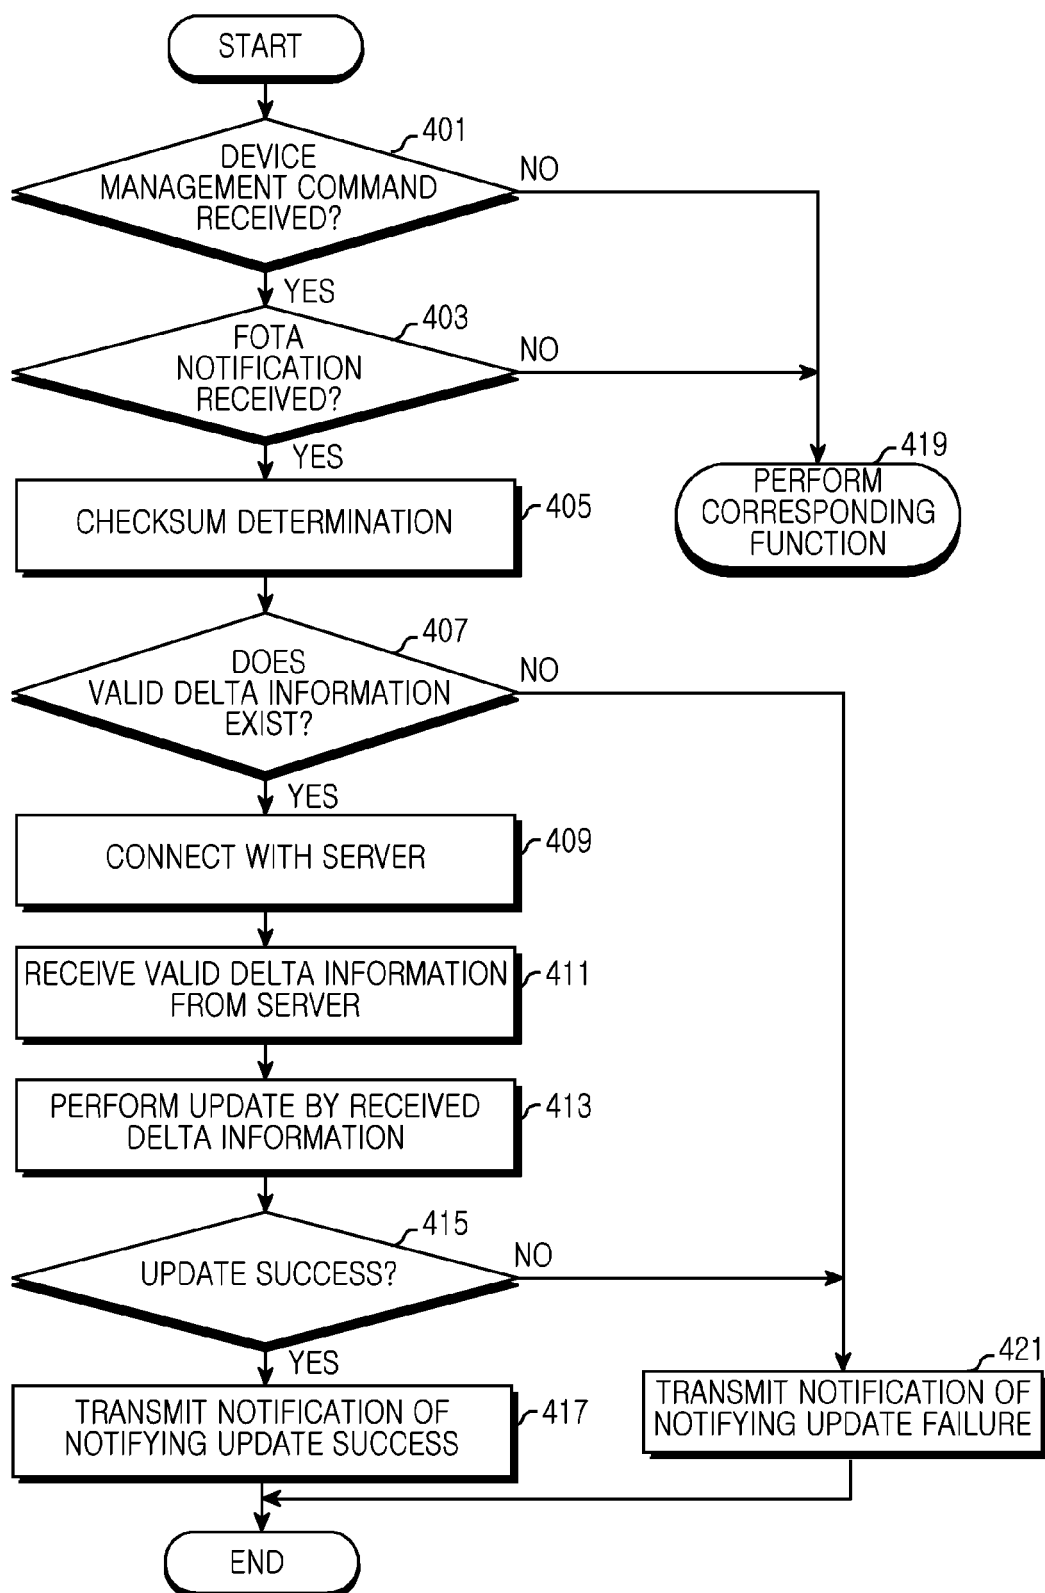 START
401
DEVICE
MANAGEMENT COMMAND
RECEIVED?
NO
YES
403
FOTA
NOTIFICATION
RECEIVED?
NO
YES
419
PERFORM
CORRESPONDING
FUNCTION
CHECKSUM DETERMINATION
405
407
DOES
VALID DELTA INFORMATION
EXIST?
NO
YES
CONNECT WITH SERVER
409
RECEIVE VALID DELTA INFORMATION
FROM SERVER
411
PERFORM UPDATE BY RECEIVED
DELTA INFORMATION
413
415
UPDATE SUCCESS?
NO
YES
TRANSMIT NOTIFICATION OF
NOTIFYING UPDATE SUCCESS
417
421
TRANSMIT NOTIFICATION OF
NOTIFYING UPDATE FAILURE
END